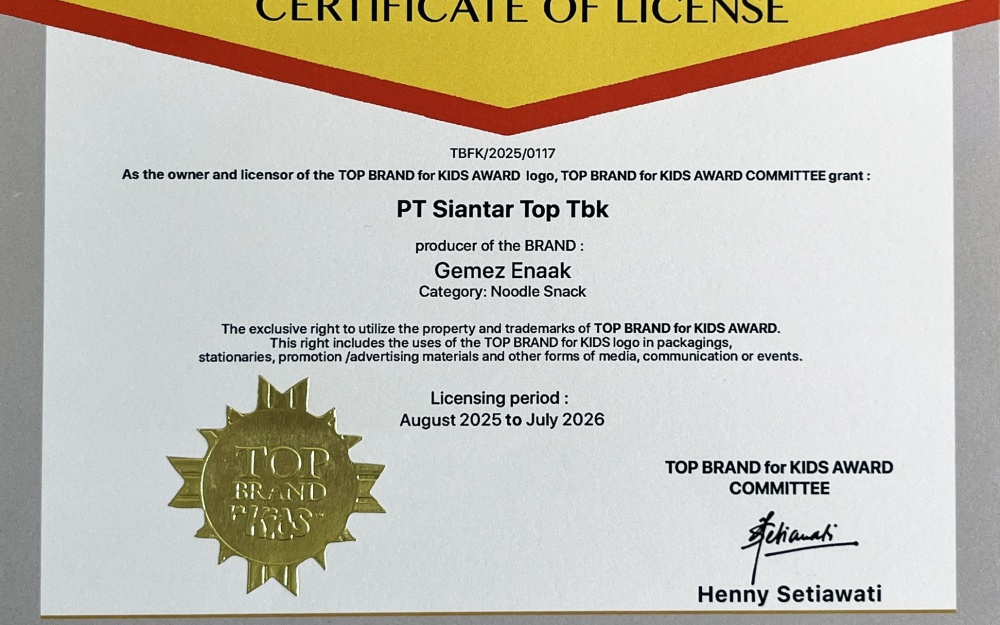 CERTIFICATE OF LICENSE
TBFK/2025/0117
As the owner and licensor of the TOP BRAND for KIDS AWARD logo, TOP BRAND for KIDS AWARD COMMITTEE grant :
PT Siantar Top Tbk
producer of the BRAND :
Gemez Enaak
Category: Noodle Snack
The exclusive right to utilize the property and trademarks of TOP BRAND for KIDS AWARD.
This right includes the uses of the TOP BRAND for KIDS logo in packagings,
stationaries, promotion /advertising materials and other forms of media, communication or events.
Licensing period :
August 2025 to July 2026
TOP
BRAND
for KiDS
TOP BRAND for KIDS AWARD
COMMITTEE
Setiawati
Henny Setiawati